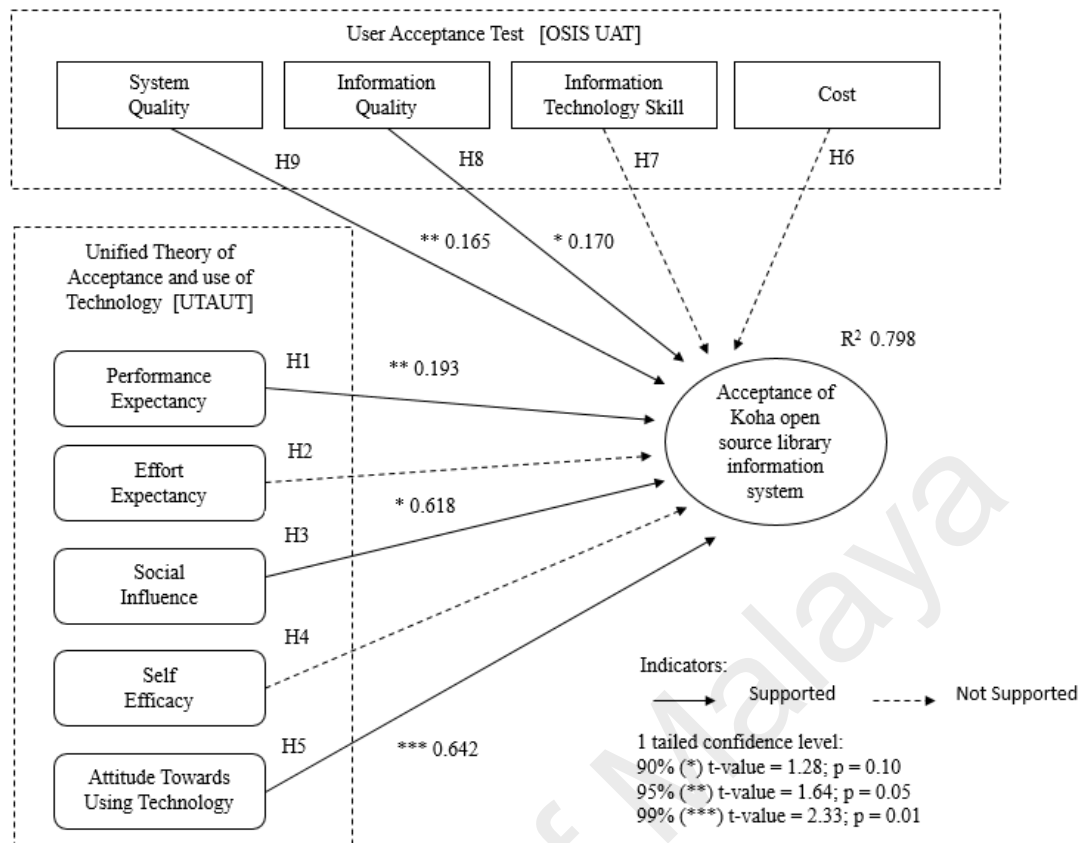 User Acceptance Test [OSIS UAT]
System
Quality
Information
Quality
Information
Technology Skill
Cost
H9
H8
H7
H6
** 0.165
* 0.170
Unified Theory of
Acceptance and use of
Technology [UTAUT]
R² 0.798
Performance
Expectancy
H1
** 0.193
Effort
Expectancy
H2
Social
Influence
H3
* 0.618
Self
Efficacy
H4
Attitude Towards
Using Technology
H5
*** 0.642
Acceptance of
Koha open
source library
information
system
Indicators:
Supported
Not Supported
1 tailed confidence level:
90% (*) t-value = 1.28; p = 0.10
95% (**) t-value = 1.64; p = 0.05
99% (***) t-value = 2.33; p = 0.01
of Malaya